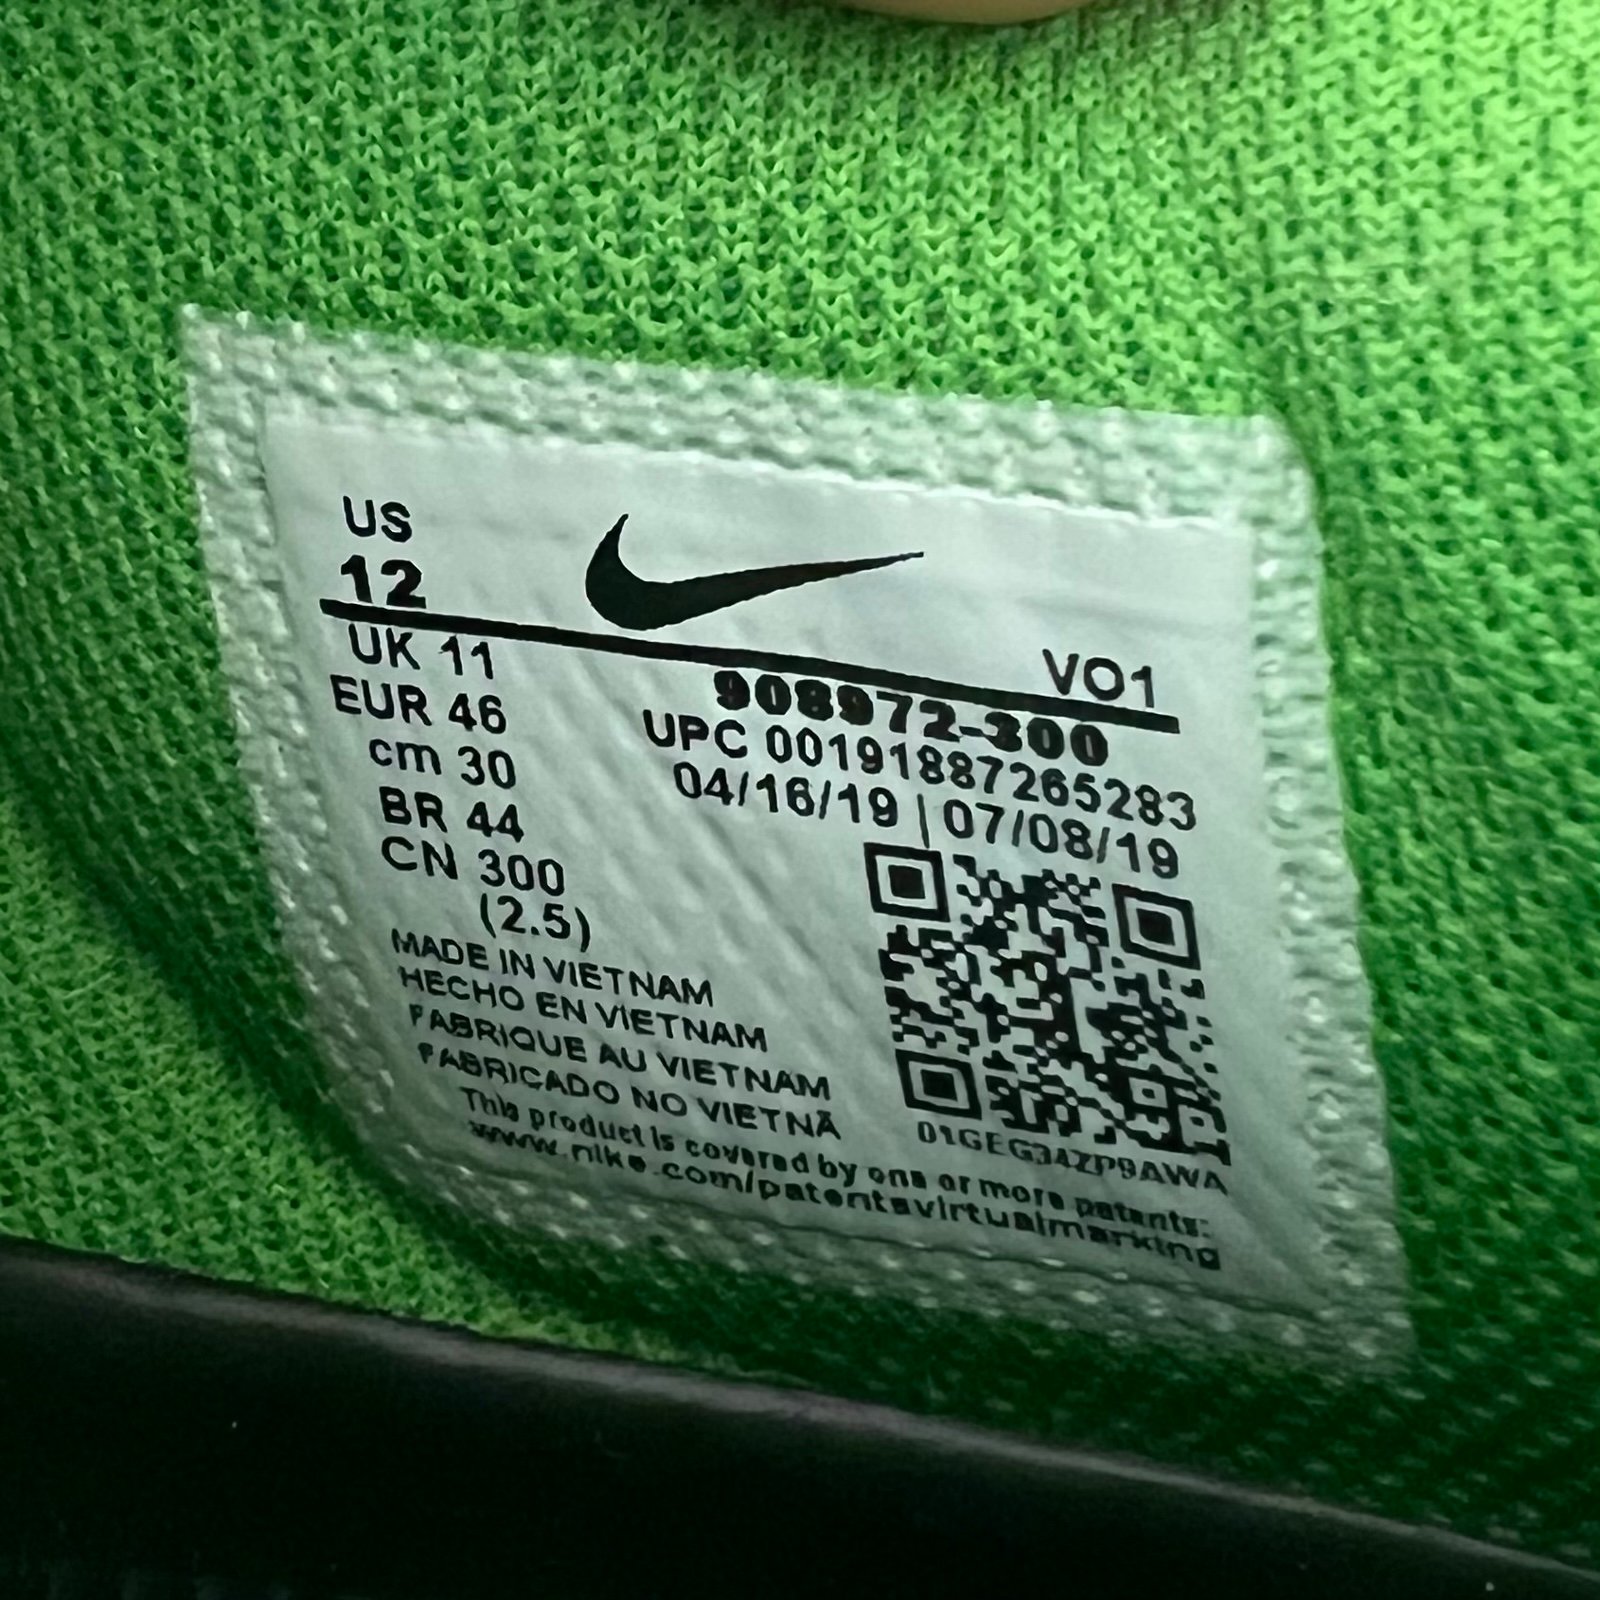 US
12
VO1
UK 11
908972-300
EUR 46
UPC 00191887265283
cm 30
04/16/19 | 07/08/19
BR 44
CN 300
(2.5)
MADE IN VIETNAM
HECHO EN VIETNAM
FABRIQUE AU VIETNAM
FABRICADO NO VIETNÃ
01GEG34ZP9AWA
This product is covered by one or more patents:
www.nike.com/patentsvirtualmarking